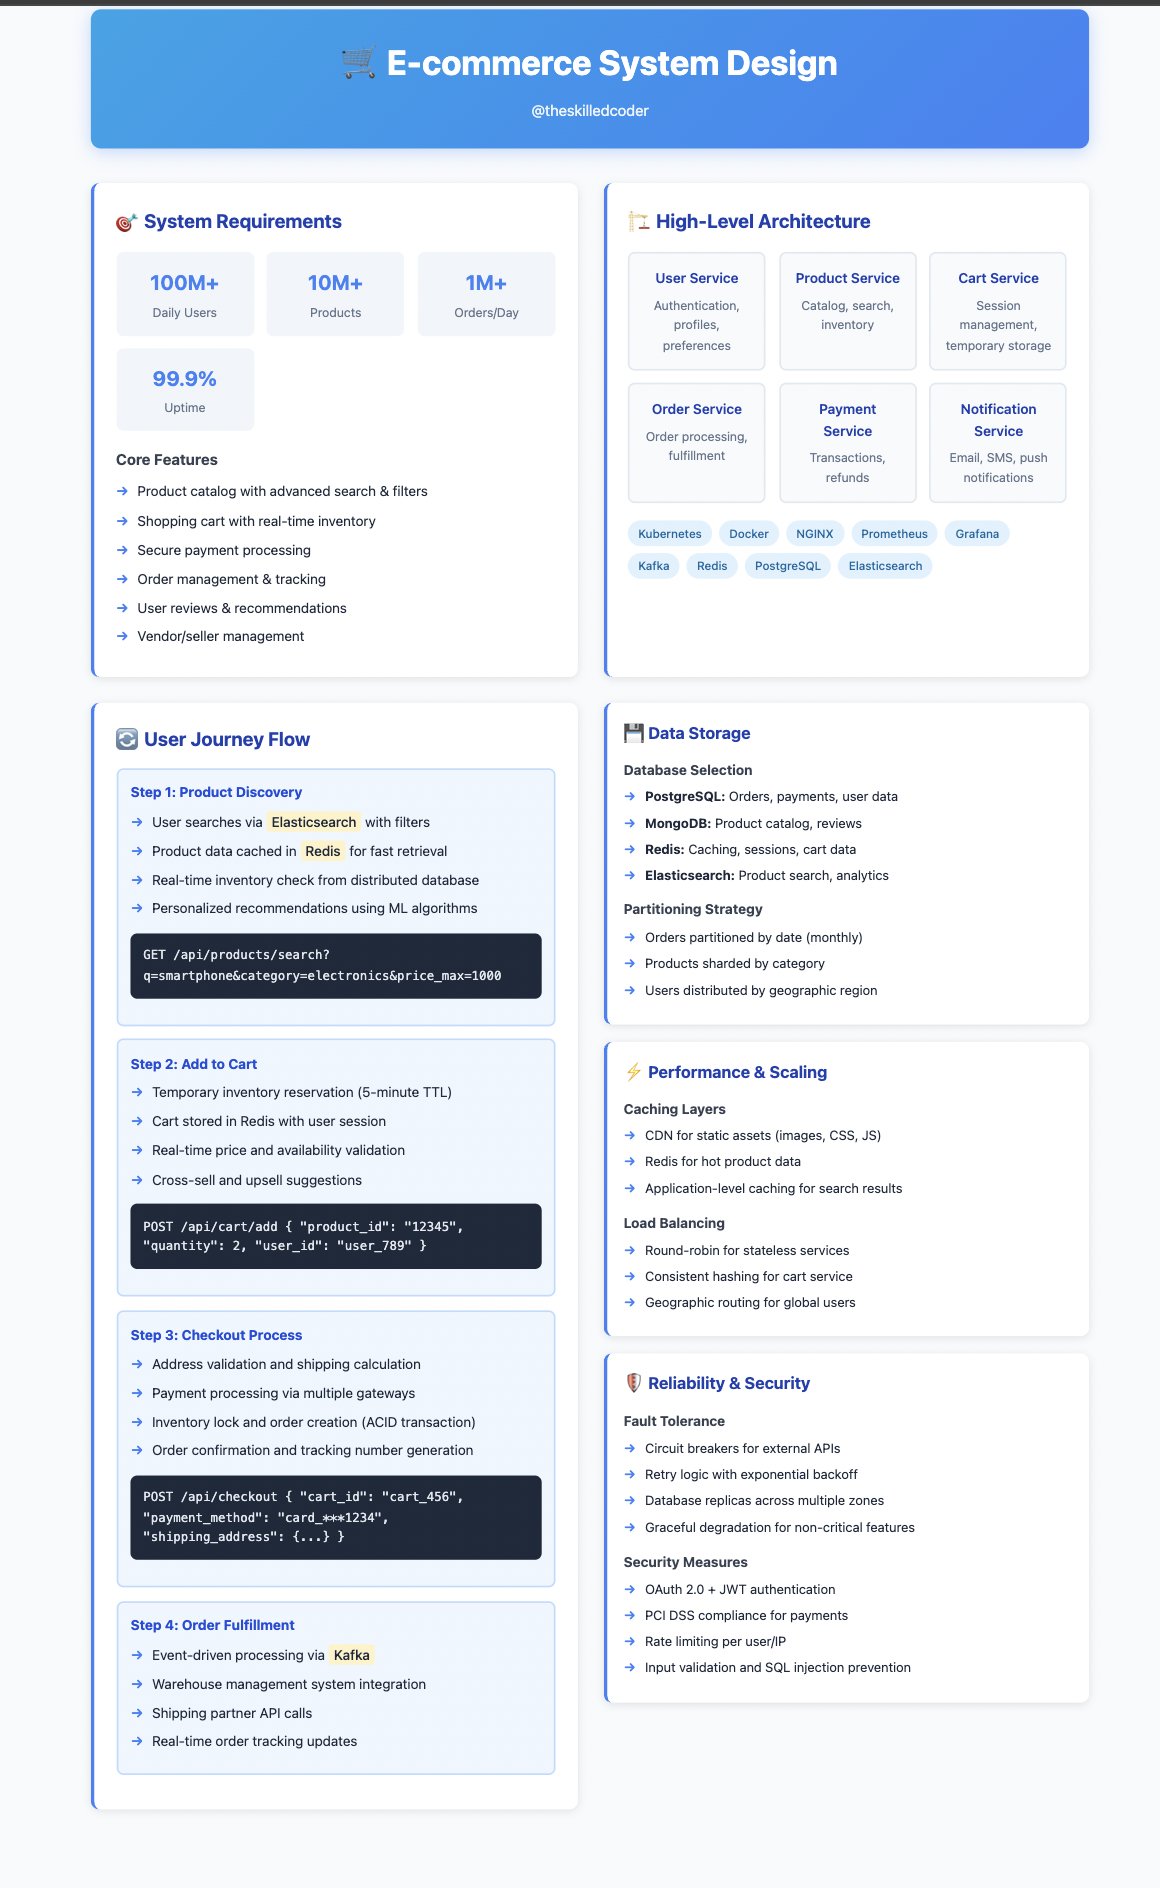 🛒 E-commerce System Design
@theskilledcoder
🎯 System Requirements
100M+
Daily Users
10M+
Products
1M+
Orders/Day
99.9%
Uptime
Core Features
→ Product catalog with advanced search & filters
→ Shopping cart with real-time inventory
→ Secure payment processing
→ Order management & tracking
→ User reviews & recommendations
→ Vendor/seller management
🏗️ High-Level Architecture
User Service
Authentication,
profiles,
preferences
Product Service
Catalog, search,
inventory
Cart Service
Session
management,
temporary storage
Order Service
Order processing,
fulfillment
Payment
Service
Transactions,
refunds
Notification
Service
Email, SMS, push
notifications
Kubernetes Docker NGINX Prometheus Grafana
Kafka Redis PostgreSQL Elasticsearch
🔄 User Journey Flow
Step 1: Product Discovery
→ User searches via Elasticsearch with filters
→ Product data cached in Redis for fast retrieval
→ Real-time inventory check from distributed database
→ Personalized recommendations using ML algorithms
GET /api/products/search?
q=smartphone&category=electronics&price_max=1000
Step 2: Add to Cart
→ Temporary inventory reservation (5-minute TTL)
→ Cart stored in Redis with user session
→ Real-time price and availability validation
→ Cross-sell and upsell suggestions
POST /api/cart/add { "product_id": "12345",
"quantity": 2, "user_id": "user_789" }
Step 3: Checkout Process
→ Address validation and shipping calculation
→ Payment processing via multiple gateways
→ Inventory lock and order creation (ACID transaction)
→ Order confirmation and tracking number generation
POST /api/checkout { "cart_id": "cart_456",
"payment_method": "card_***1234",
"shipping_address": {...} }
Step 4: Order Fulfillment
→ Event-driven processing via Kafka
→ Warehouse management system integration
→ Shipping partner API calls
→ Real-time order tracking updates
💾 Data Storage
Database Selection
→ PostgreSQL: Orders, payments, user data
→ MongoDB: Product catalog, reviews
→ Redis: Caching, sessions, cart data
→ Elasticsearch: Product search, analytics
Partitioning Strategy
→ Orders partitioned by date (monthly)
→ Products sharded by category
→ Users distributed by geographic region
⚡ Performance & Scaling
Caching Layers
→ CDN for static assets (images, CSS, JS)
→ Redis for hot product data
→ Application-level caching for search results
Load Balancing
→ Round-robin for stateless services
→ Consistent hashing for cart service
→ Geographic routing for global users
🛡️ Reliability & Security
Fault Tolerance
→ Circuit breakers for external APIs
→ Retry logic with exponential backoff
→ Database replicas across multiple zones
→ Graceful degradation for non-critical features
Security Measures
→ OAuth 2.0 + JWT authentication
→ PCI DSS compliance for payments
→ Rate limiting per user/IP
→ Input validation and SQL injection prevention